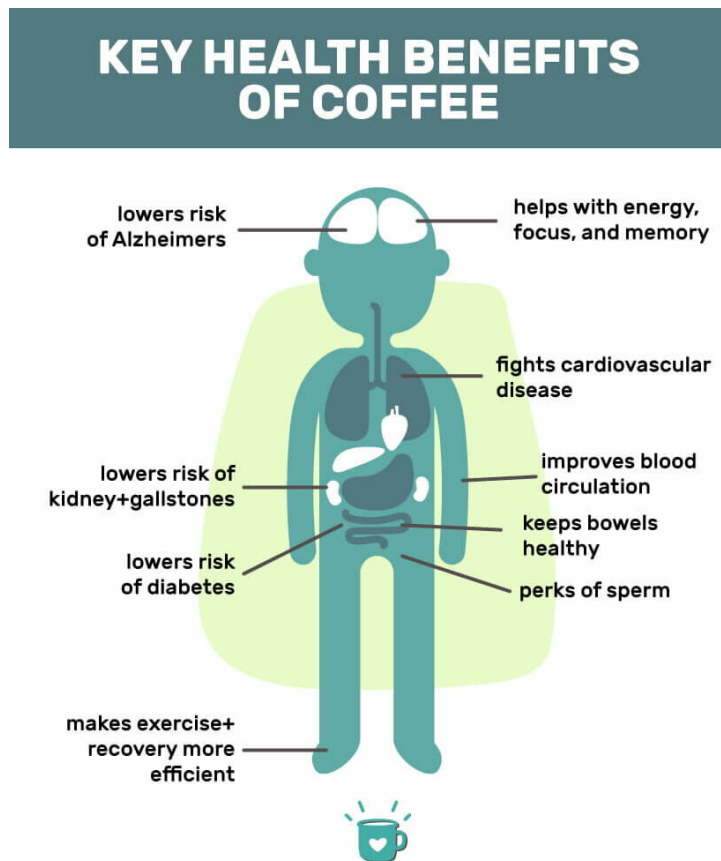 KEY HEALTH BENEFITS
OF COFFEE
lowers risk
of Alzheimers
helps with energy,
focus, and memory
fights cardiovascular
disease
lowers risk of
kidney+gallstones
improves blood
circulation
keeps bowels
healthy
lowers risk
of diabetes
perks of sperm
makes exercise+
recovery more
efficient